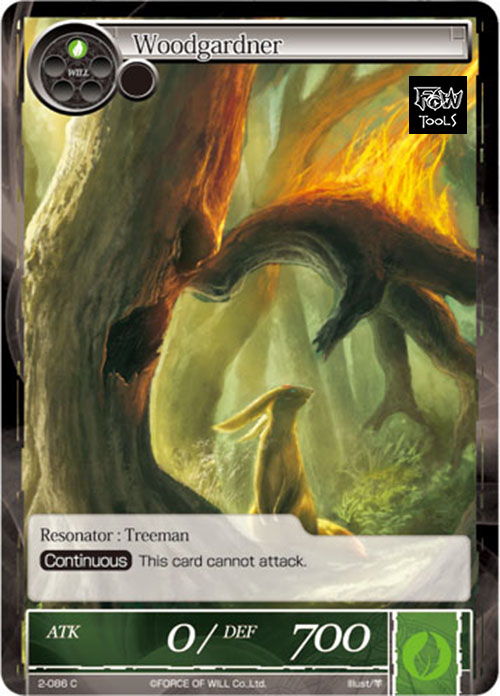 Woodgardner
WILL
FOW
TOOLS
Resonator : Treeman
Continuous This card cannot attack.
ATK 0 / DEF 700
2-086 C ©FORCE OF WILL Co.,Ltd. Illust/